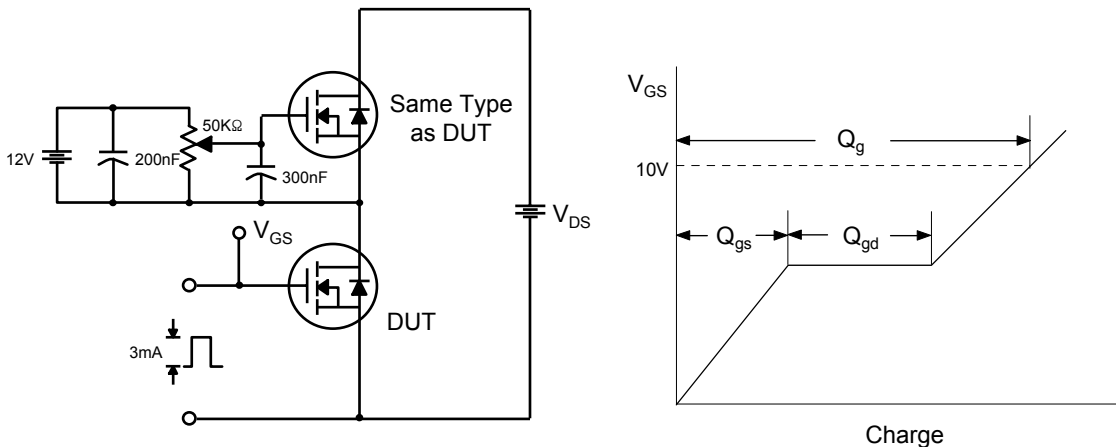 Same Type
as DUT
50KΩ
12V
200nF
300nF
V_GS
V_DS
DUT
3mA
V_GS
Q_g
10V
Q_gs
Q_gd
Charge